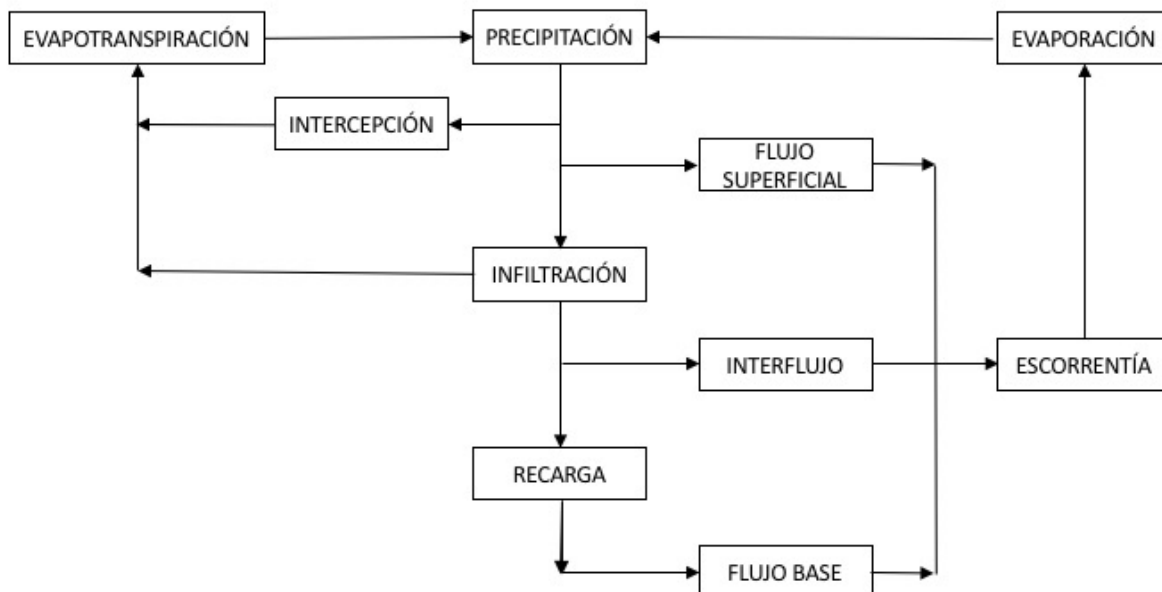 EVAPOTRANSPIRACIÓN
PRECIPITACIÓN
EVAPORACIÓN
INTERCEPCIÓN
FLUJO
SUPERFICIAL
INFILTRACIÓN
INTERFLUJO
ESCORRENTÍA
RECARGA
FLUJO BASE